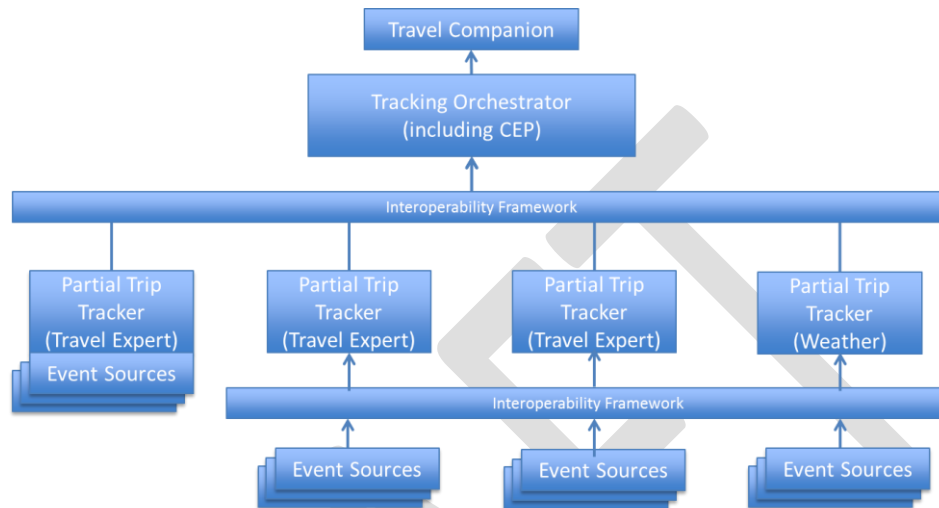 Travel Companion
Tracking Orchestrator
(including CEP)
Interoperability Framework
Partial Trip
Tracker
(Travel Expert)
Event Sources
Partial Trip
Tracker
(Travel Expert)
Partial Trip
Tracker
(Travel Expert)
Partial Trip
Tracker
(Weather)
Interoperability Framework
Event Sources
Event Sources
Event Sources